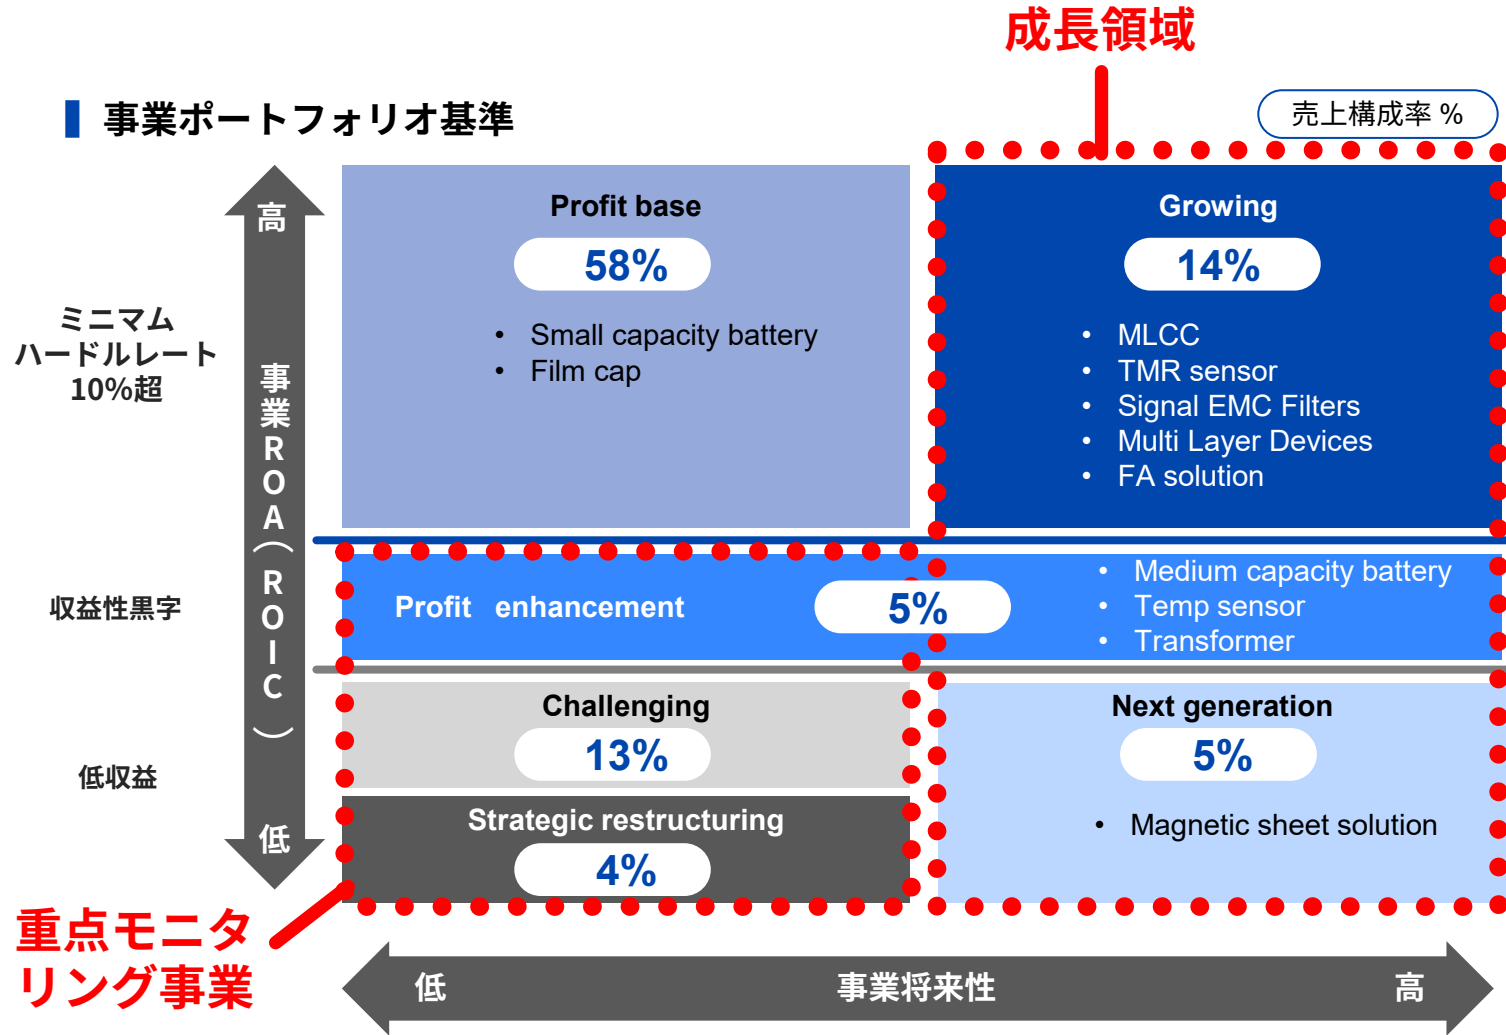 成長領域
事業ポートフォリオ基準
売上構成率 %
高
事業ROA(ROIC)
低
ミニマム
ハードルレート
10%超
収益性黒字
低収益
Profit base
58%
• Small capacity battery
• Film cap
Growing
14%
• MLCC
• TMR sensor
• Signal EMC Filters
• Multi Layer Devices
• FA solution
Profit enhancement
5%
• Medium capacity battery
• Temp sensor
• Transformer
Challenging
13%
Strategic restructuring
4%
Next generation
5%
• Magnetic sheet solution
重点モニタ
リング事業
低 事業将来性 高